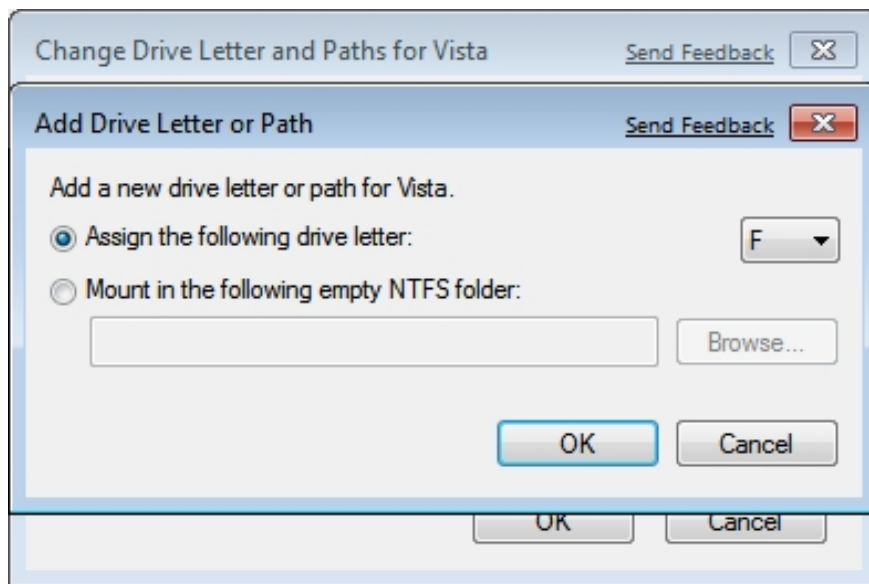 Change Drive Letter and Paths for Vista Send Feedback
Add Drive Letter or Path Send Feedback
Add a new drive letter or path for Vista.
Assign the following drive letter: F
Mount in the following empty NTFS folder:
Browse...
OK Cancel
OK Cancel